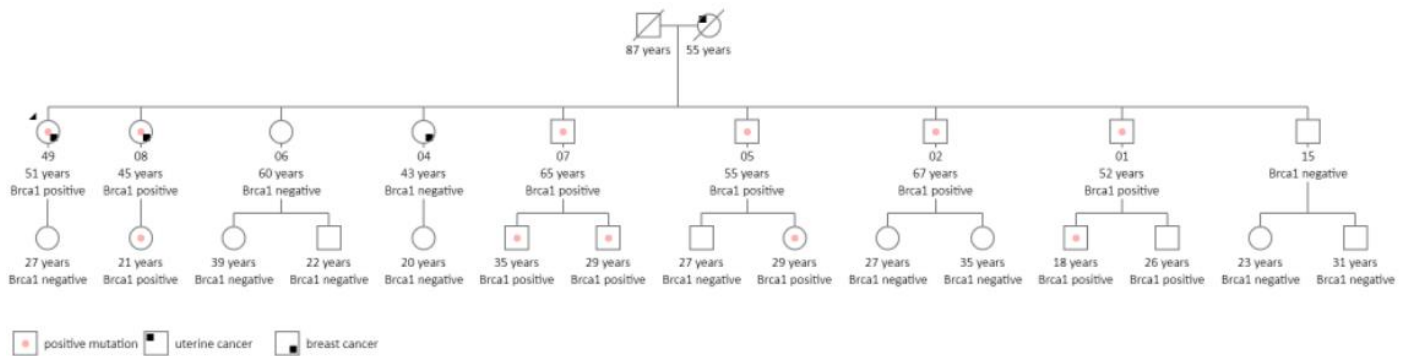 87 years 55 years
49 08 06 04 07 05 02 01 15
51 years 45 years 60 years 43 years 65 years 55 years 67 years 52 years Brca1 negative
Brca1 positive Brca1 positive Brca1 negative Brca1 negative Brca1 positive Brca1 positive Brca1 positive Brca1 positive
27 years 21 years 39 years 22 years 20 years 35 years 29 years 27 years 29 years 27 years 35 years 18 years 26 years 23 years 31 years
Brca1 negative Brca1 positive Brca1 negative Brca1 negative Brca1 negative Brca1 positive Brca1 positive Brca1 negative Brca1 positive Brca1 negative Brca1 negative Brca1 positive Brca1 positive Brca1 negative Brca1 negative
positive mutation uterine cancer breast cancer